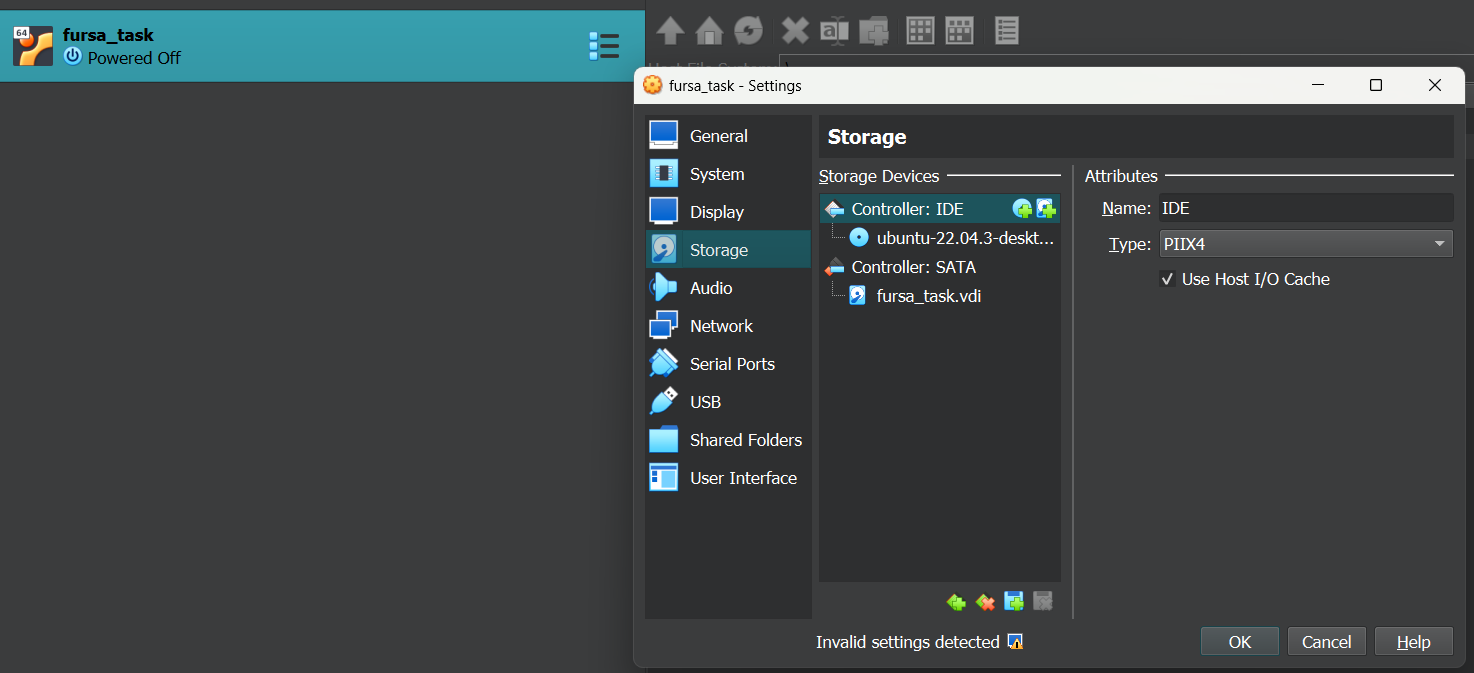 64
fursa_task
Powered Off
a
Host File System: \
fursa_task - Settings
General
System
Display
Storage
Audio
Network
Serial Ports
USB
Shared Folders
User Interface
Storage
Storage Devices
Controller: IDE
ubuntu-22.04.3-deskt...
Controller: SATA
fursa_task.vdi
Attributes
Name: IDE
Type: PIIX4
Use Host I/O Cache
Invalid settings detected
OK
Cancel
Help